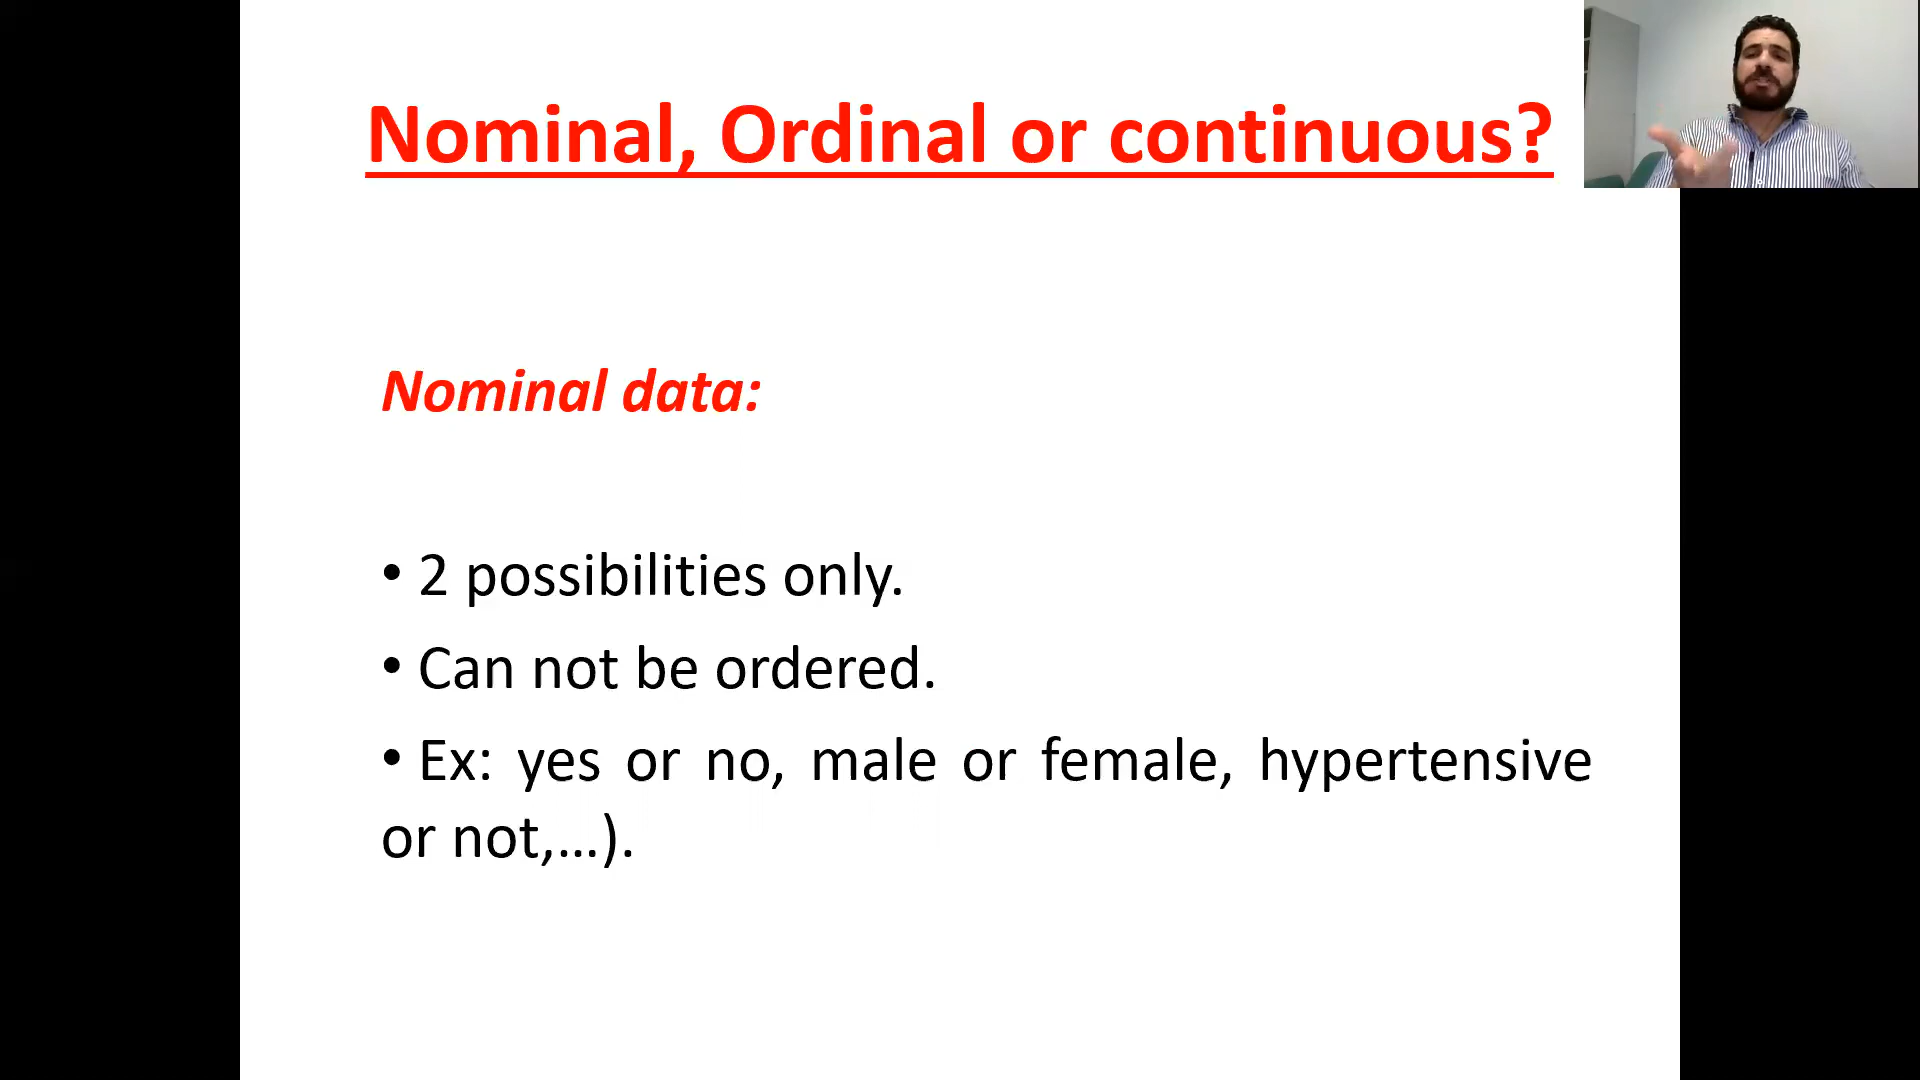 Nominal, Ordinal or continuous?
Nominal data:
• 2 possibilities only.
• Can not be ordered.
• Ex: yes or no, male or female, hypertensive
or not,...).